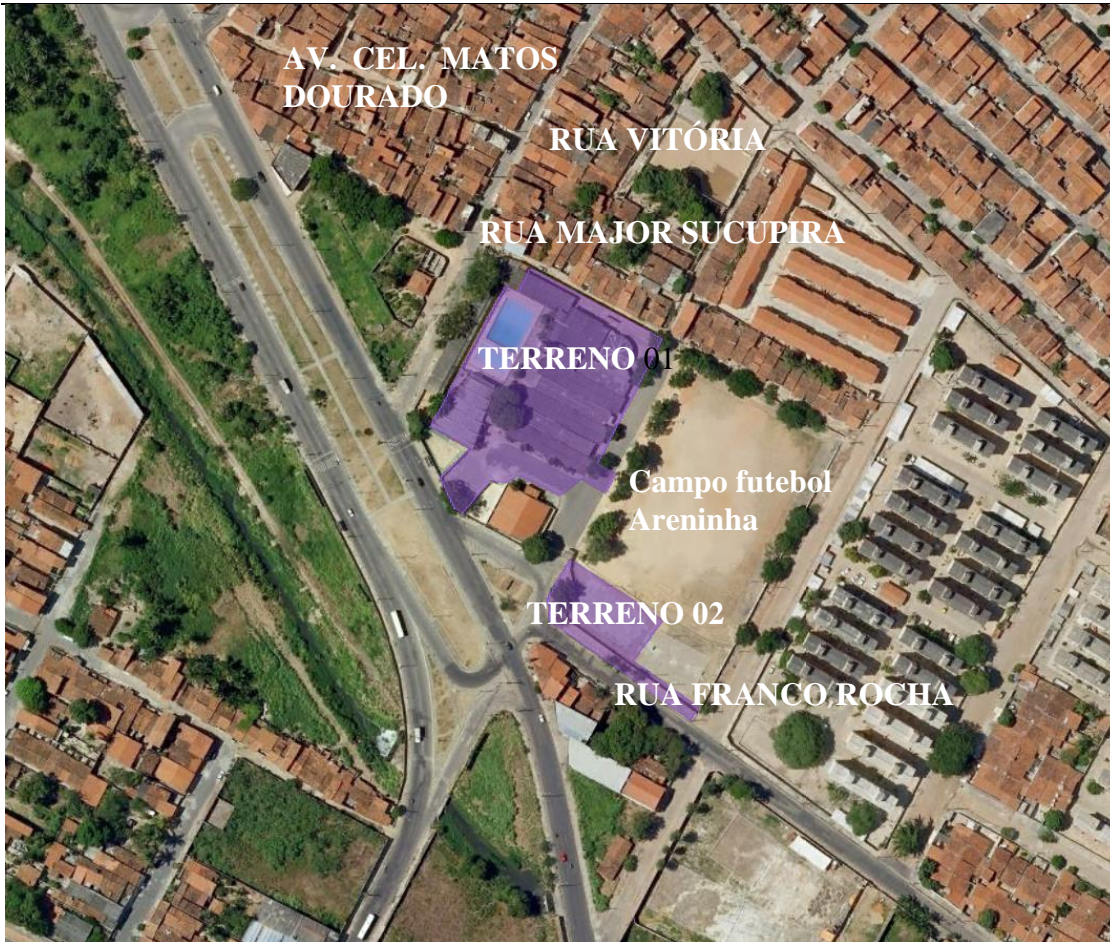 AV. CEL. MATOS
DOURADO
RUA VITÓRIA
RUA MAJOR SUCUPIRA
TERRENO 01
Campo futebol
Areninha
TERRENO 02
RUA FRANCO ROCHA